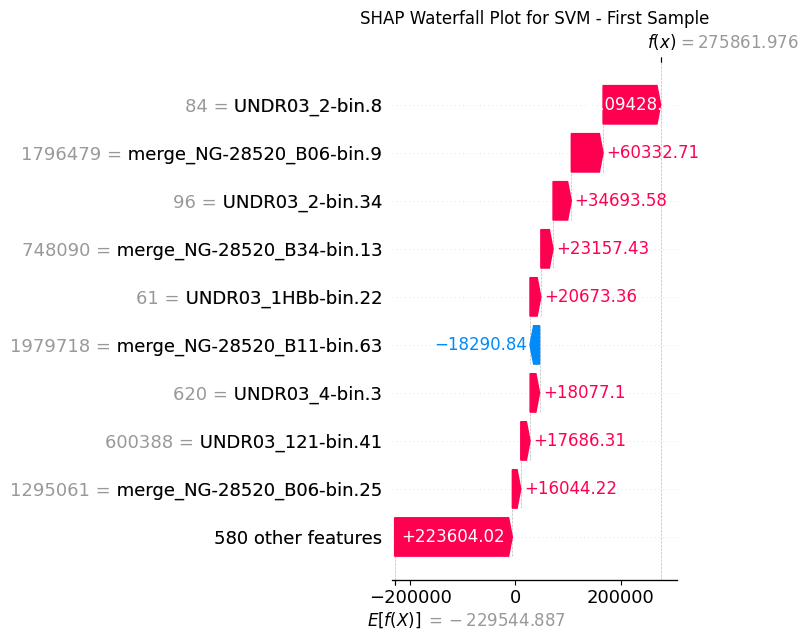 SHAP Waterfall Plot for SVM - First Sample
f(x) = 275861.976
84 = UNDR03_2-bin.8 09428.
1796479 = merge_NG-28520_B06-bin.9 +60332.71
96 = UNDR03_2-bin.34 +34693.58
748090 = merge_NG-28520_B34-bin.13 +23157.43
61 = UNDR03_1HBb-bin.22 +20673.36
1979718 = merge_NG-28520_B11-bin.63 −18290.84
620 = UNDR03_4-bin.3 +18077.1
600388 = UNDR03_121-bin.41 +17686.31
1295061 = merge_NG-28520_B06-bin.25 +16044.22
580 other features +223604.02
−200000 0 200000
E[f(X)] = −229544.887